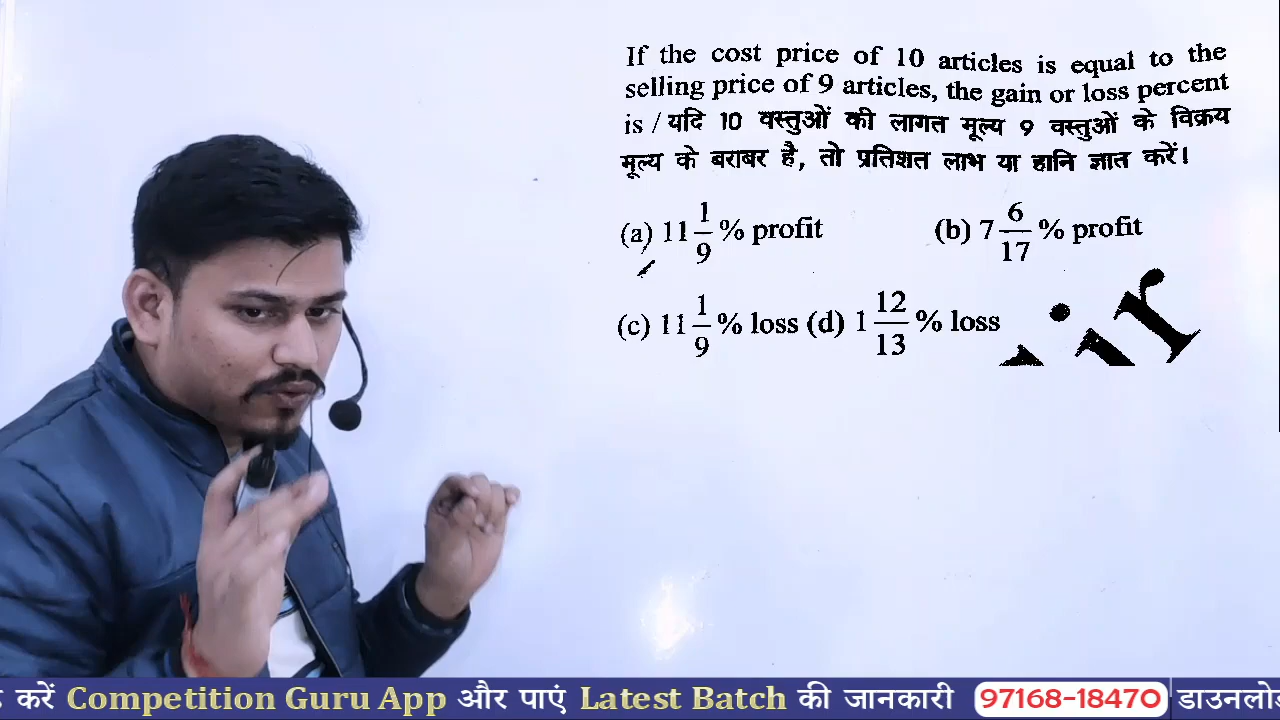 If the cost price of 10 articles is equal to the
selling price of 9 articles, the gain or loss percent
is / यदि 10 वस्तुओं की लागत मूल्य 9 वस्तुओं के विक्रय
मूल्य के बराबर है, तो प्रतिशत लाभ या हानि ज्ञात करें।
(a) 11 1/9 % profit (b) 7 6/17 % profit
(c) 11 1/9 % loss (d) 1 12/13 % loss
करें Competition Guru App और पाएं Latest Batch की जानकारी 97168-18470